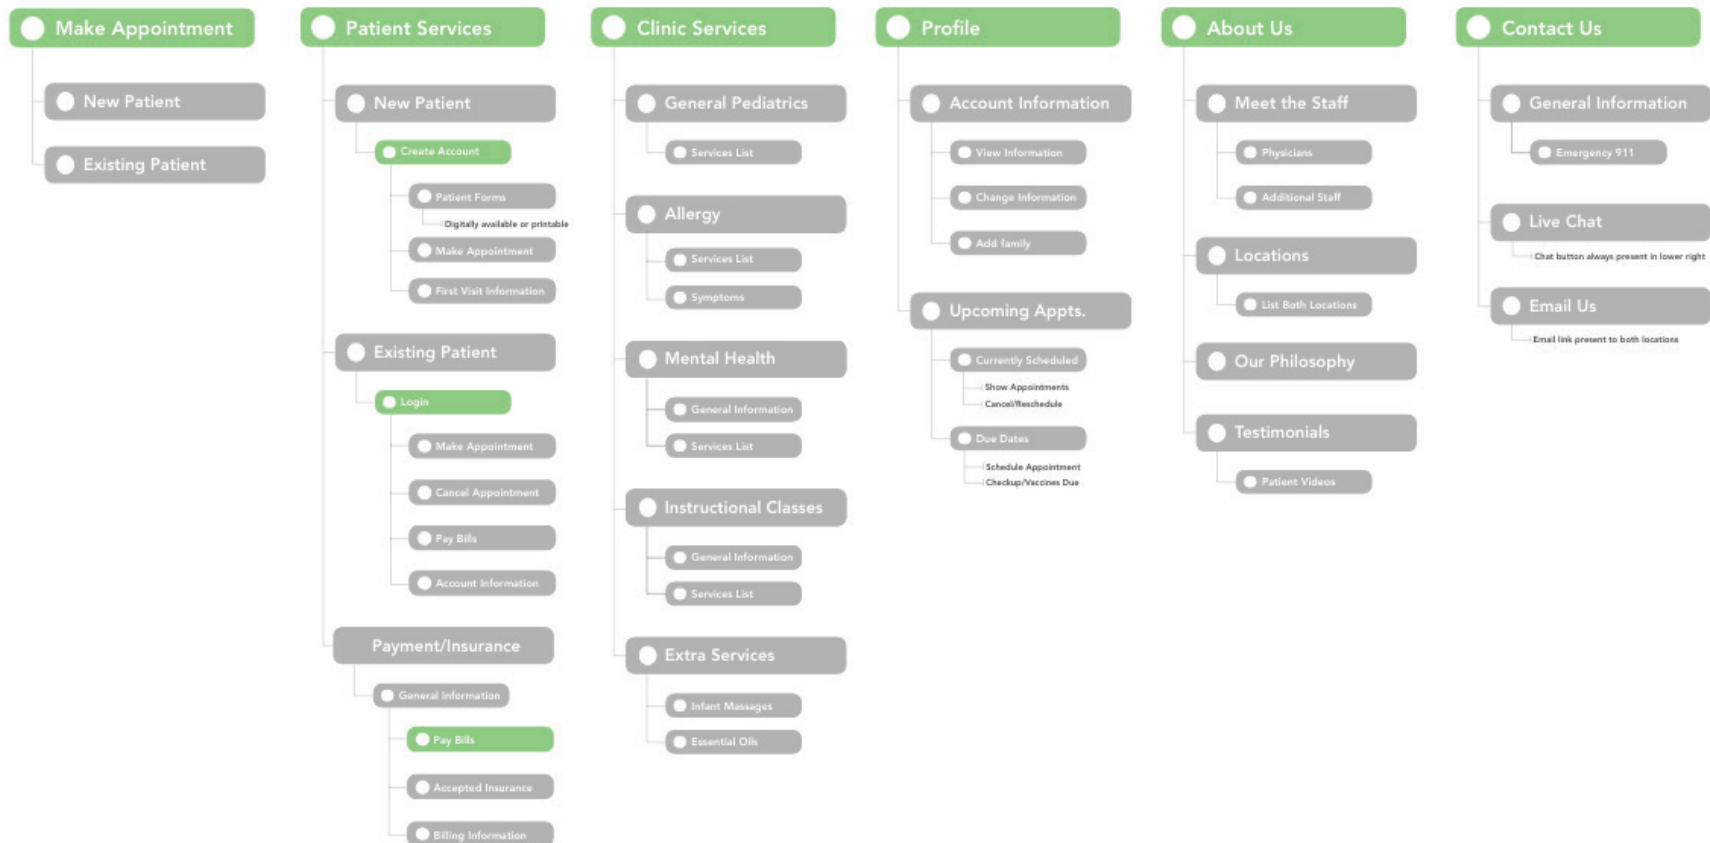 Make Appointment
New Patient
Existing Patient
Patient Services
New Patient
Create Account
Patient Forms
Digitally available or printable
Make Appointment
First Visit Information
Existing Patient
Login
Make Appointment
Cancel Appointment
Pay Bills
Account Information
Payment/Insurance
General Information
Pay Bills
Accepted Insurance
Billing Information
Clinic Services
General Pediatrics
Services List
Allergy
Services List
Symptoms
Mental Health
General Information
Services List
Instructional Classes
General Information
Services List
Extra Services
Infant Massages
Essential Oils
Profile
Account Information
View Information
Change Information
Add family
Upcoming Appts.
Currently Scheduled
Show Appointments
Cancel/Reschedule
Due Dates
Schedule Appointment
Checkup/Vaccines Due
About Us
Meet the Staff
Physicians
Additional Staff
Locations
List Both Locations
Our Philosophy
Testimonials
Patient Videos
Contact Us
General Information
Emergency 911
Live Chat
Chat button always present in lower right
Email Us
Email link present to both locations